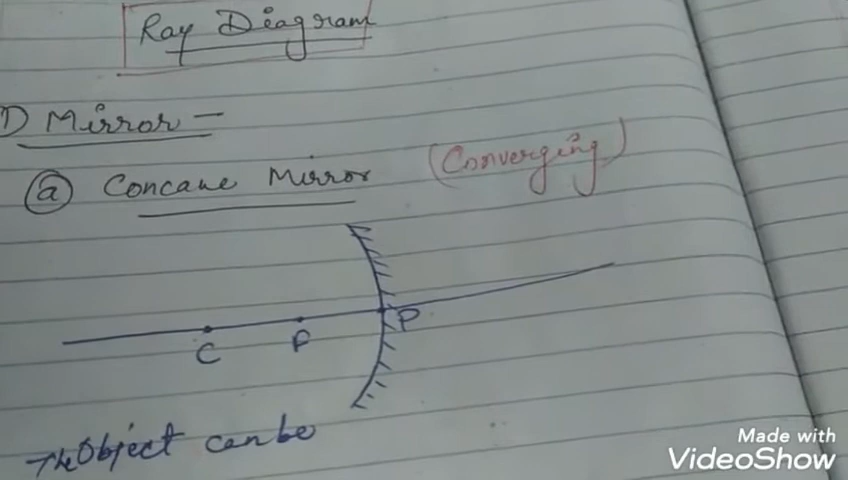 Ray Diagram
1) Mirror -
(a) Concave Mirror (Converging)
C F P
The Object can be
Made with
VideoShow